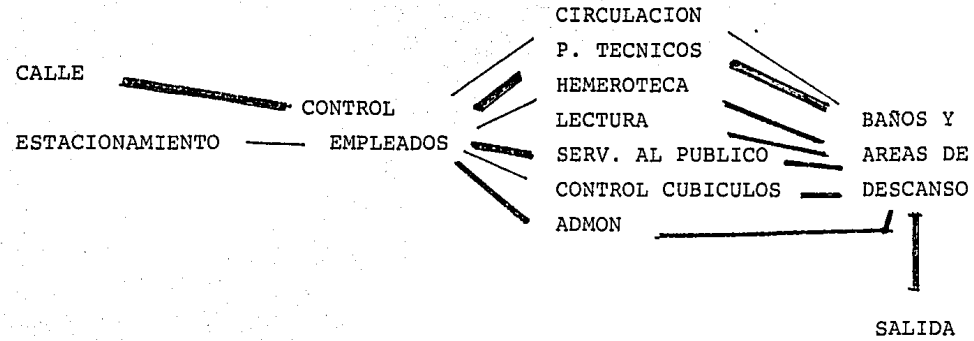 CIRCULACION
P. TECNICOS
CALLE
HEMEROTECA
CONTROL
LECTURA
BAÑOS Y
ESTACIONAMIENTO
EMPLEADOS
SERV. AL PUBLICO
AREAS DE
CONTROL CUBICULOS
DESCANSO
ADMON
SALIDA